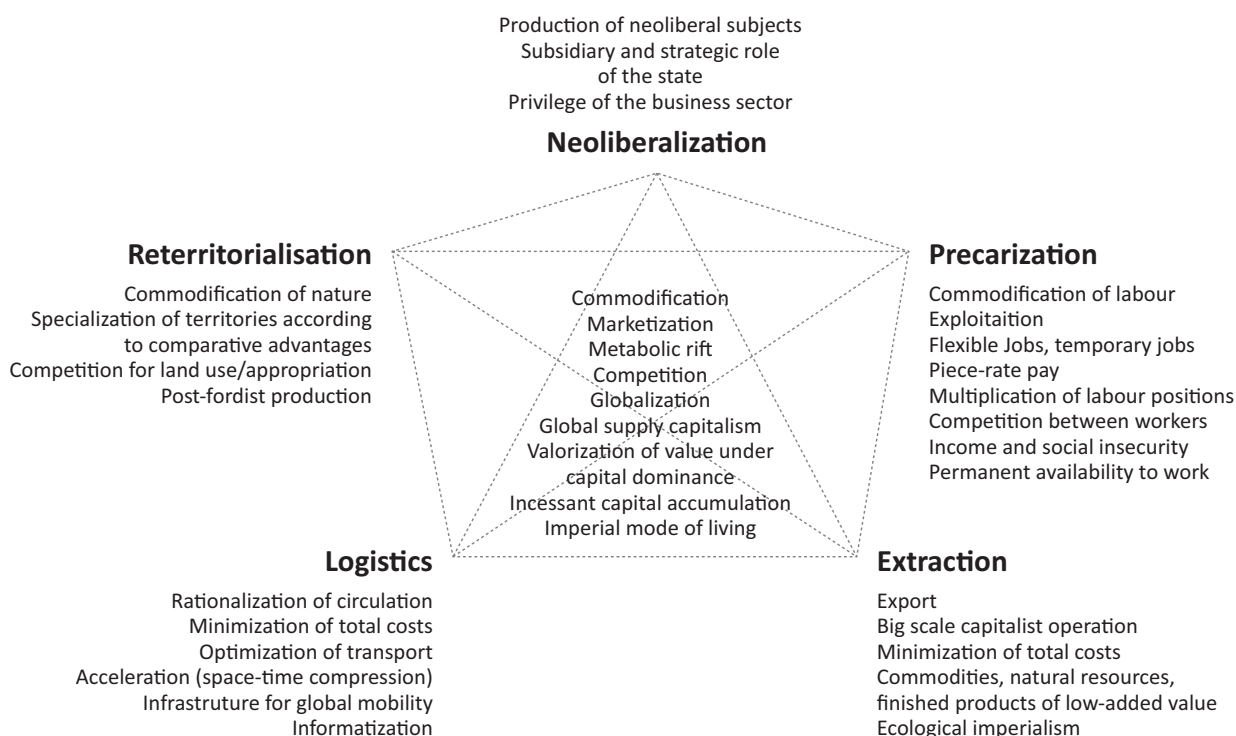 Production of neoliberal subjects
Subsidiary and strategic role
of the state
Privilege of the business sector
Neoliberalization
Reterritorialisation
Commodification of nature
Specialization of territories according
to comparative advantages
Competition for land use/appropriation
Post-fordist production
Commodification
Marketization
Metabolic rift
Competition
Globalization
Global supply capitalism
Valorization of value under
capital dominance
Incessant capital accumulation
Imperial mode of living
Precarization
Commodification of labour
Exploitaition
Flexible Jobs, temporary jobs
Piece-rate pay
Multiplication of labour positions
Competition between workers
Income and social insecurity
Permanent availability to work
Logistics
Rationalization of circulation
Minimization of total costs
Optimization of transport
Acceleration (space-time compression)
Infrastruture for global mobility
Informatization
Extraction
Export
Big scale capitalist operation
Minimization of total costs
Commodities, natural resources,
finished products of low-added value
Ecological imperialism